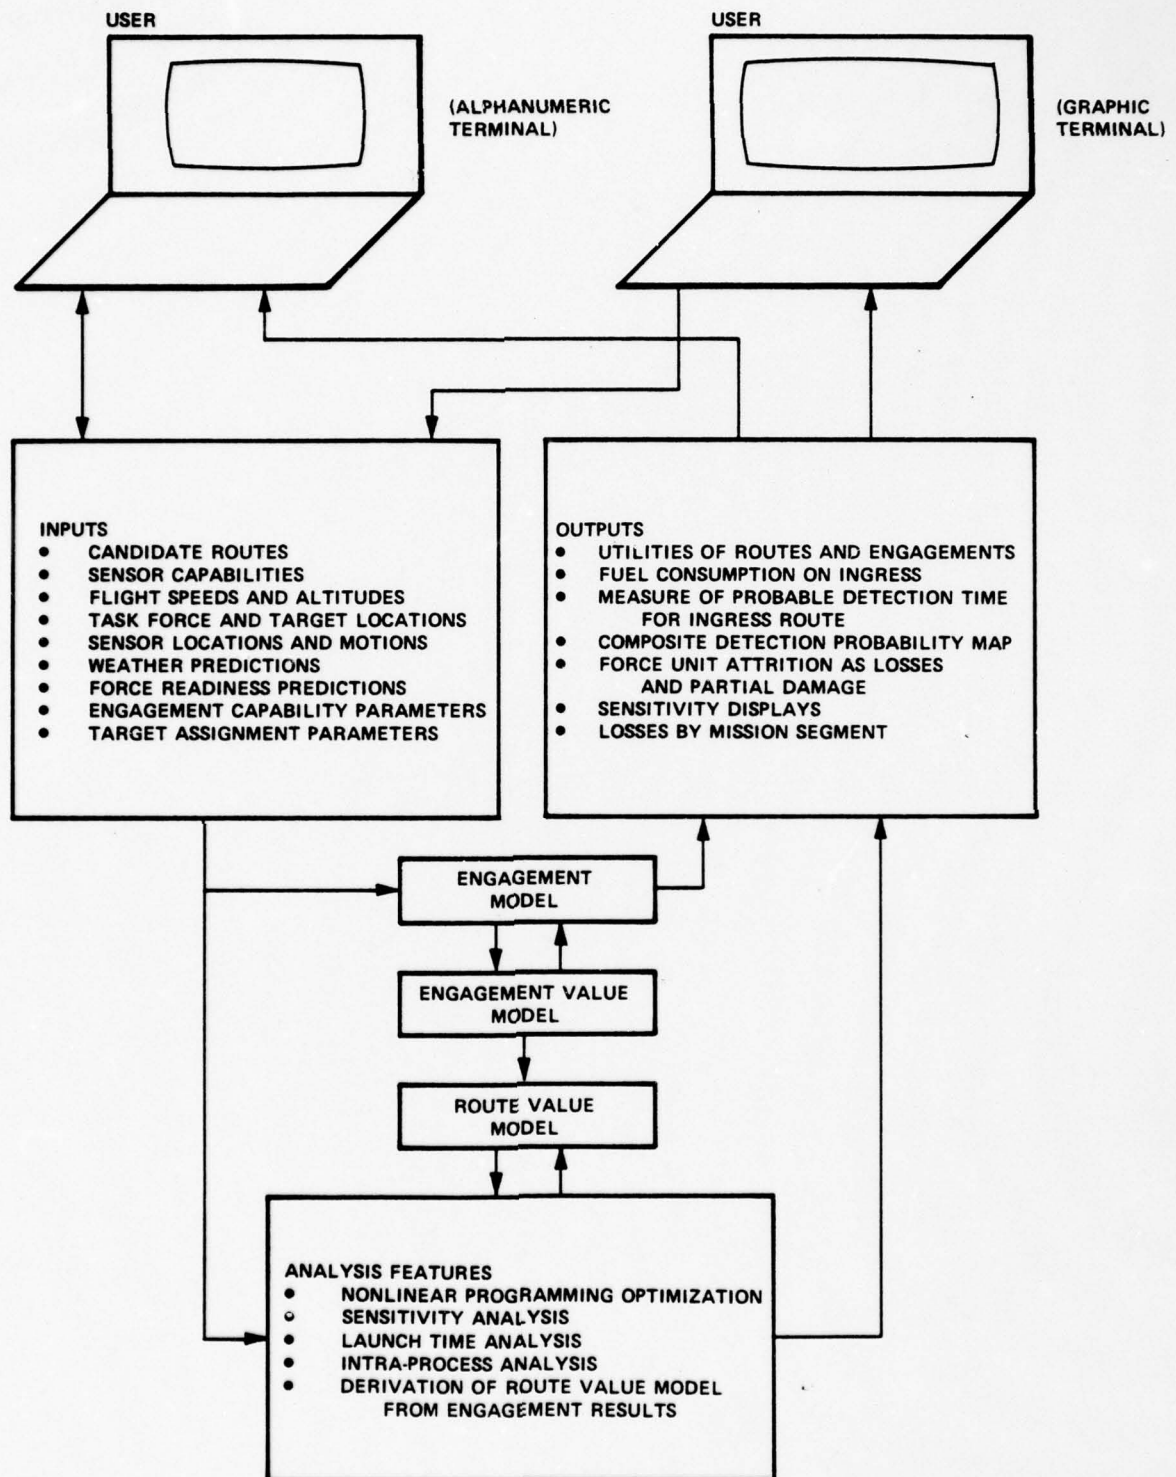 USER
USER
(ALPHANUMERIC
TERMINAL)
(GRAPHIC
TERMINAL)
INPUTS
● CANDIDATE ROUTES
● SENSOR CAPABILITIES
● FLIGHT SPEEDS AND ALTITUDES
● TASK FORCE AND TARGET LOCATIONS
● SENSOR LOCATIONS AND MOTIONS
● WEATHER PREDICTIONS
● FORCE READINESS PREDICTIONS
● ENGAGEMENT CAPABILITY PARAMETERS
● TARGET ASSIGNMENT PARAMETERS
OUTPUTS
● UTILITIES OF ROUTES AND ENGAGEMENTS
● FUEL CONSUMPTION ON INGRESS
● MEASURE OF PROBABLE DETECTION TIME
FOR INGRESS ROUTE
● COMPOSITE DETECTION PROBABILITY MAP
● FORCE UNIT ATTRITION AS LOSSES
AND PARTIAL DAMAGE
● SENSITIVITY DISPLAYS
● LOSSES BY MISSION SEGMENT
ENGAGEMENT
MODEL
ENGAGEMENT VALUE
MODEL
ROUTE VALUE
MODEL
ANALYSIS FEATURES
● NONLINEAR PROGRAMMING OPTIMIZATION
● SENSITIVITY ANALYSIS
● LAUNCH TIME ANALYSIS
● INTRA-PROCESS ANALYSIS
● DERIVATION OF ROUTE VALUE MODEL
FROM ENGAGEMENT RESULTS